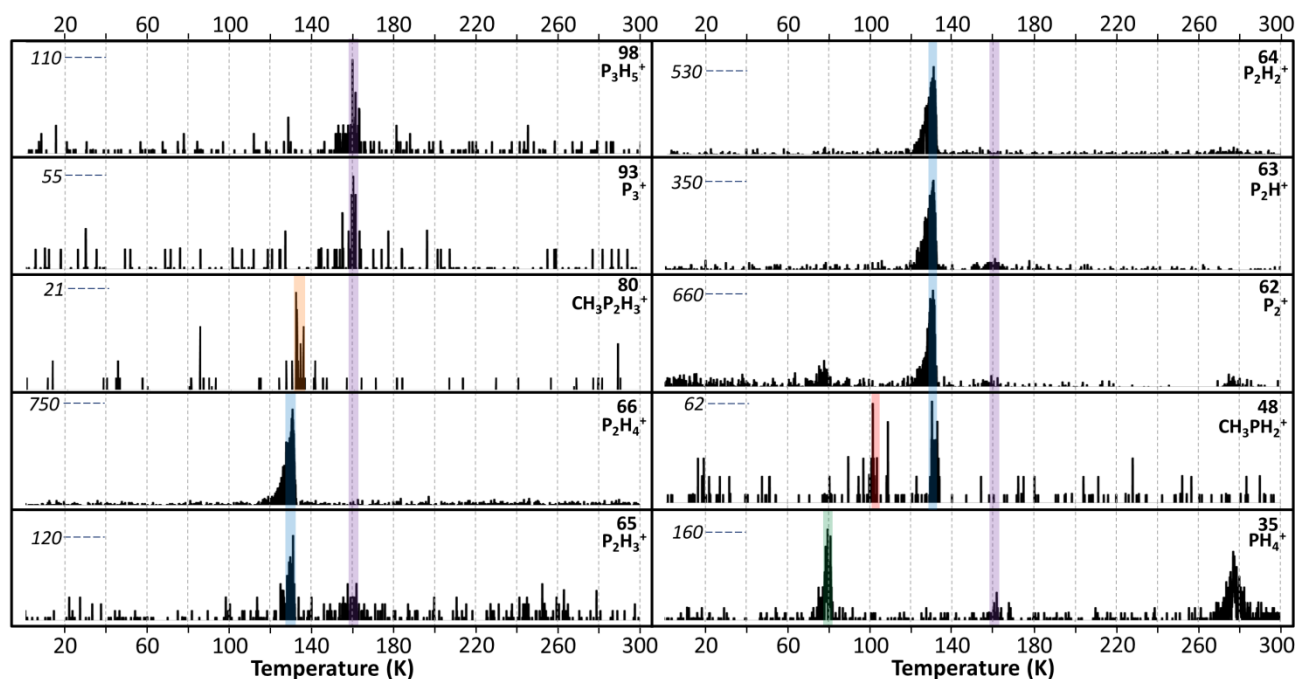 20 60 100 140 180 220 260 300
20 60 100 140 180 220 260 300
110
98
P₃H₅⁺
55
93
P₃⁺
21
80
CH₃P₂H₃⁺
750
66
P₂H₄⁺
120
65
P₂H₃⁺
530
64
P₂H₂⁺
350
63
P₂H⁺
660
62
P₂⁺
62
48
CH₃PH₂⁺
160
35
PH₄⁺
20 60 100 140 180 220 260 300
20 60 100 140 180 220 260 300
Temperature (K)
Temperature (K)